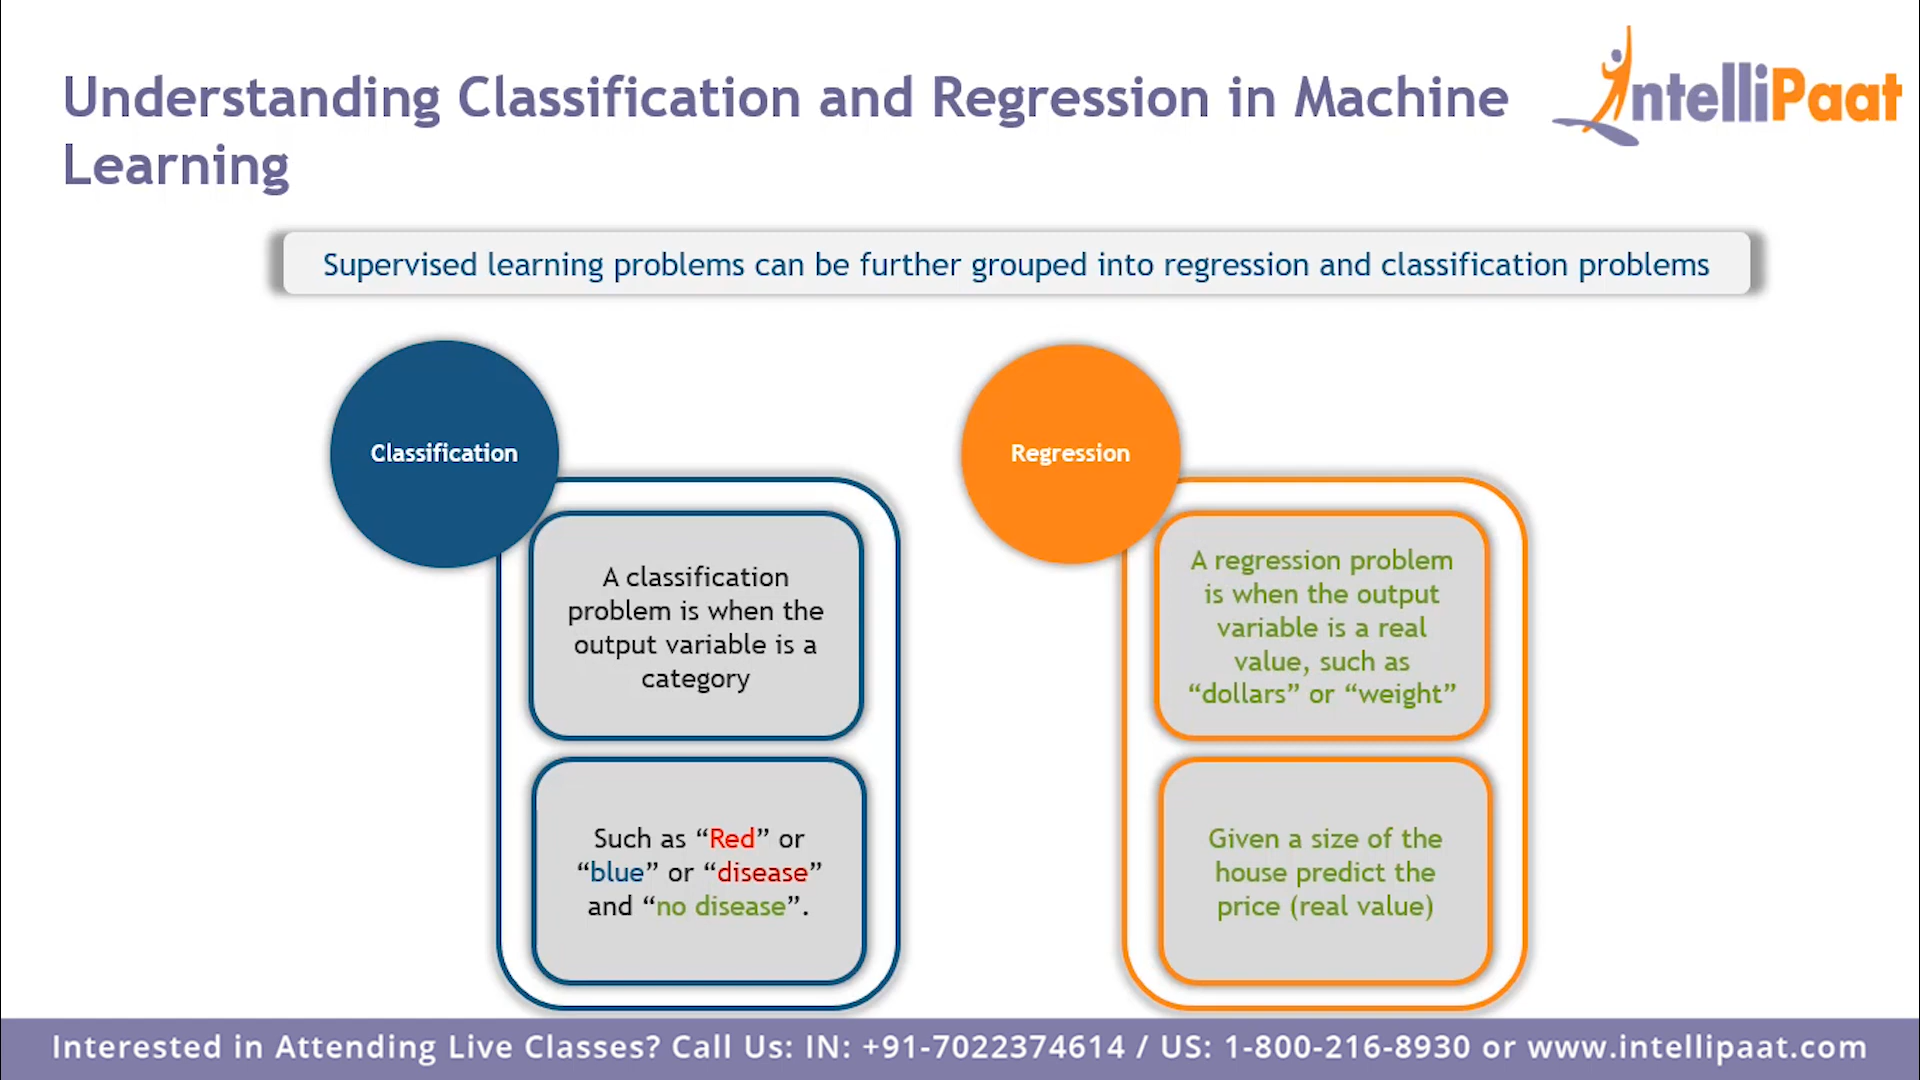 Understanding Classification and Regression in Machine
Learning
IntelliPaat
Supervised learning problems can be further grouped into regression and classification problems
Classification
A classification
problem is when the
output variable is a
category
Such as “Red” or
“blue” or “disease”
and “no disease”.
Regression
A regression problem
is when the output
variable is a real
value, such as
“dollars” or “weight”
Given a size of the
house predict the
price (real value)
Interested in Attending Live Classes? Call Us: IN: +91-7022374614 / US: 1-800-216-8930 or www.intellipaat.com